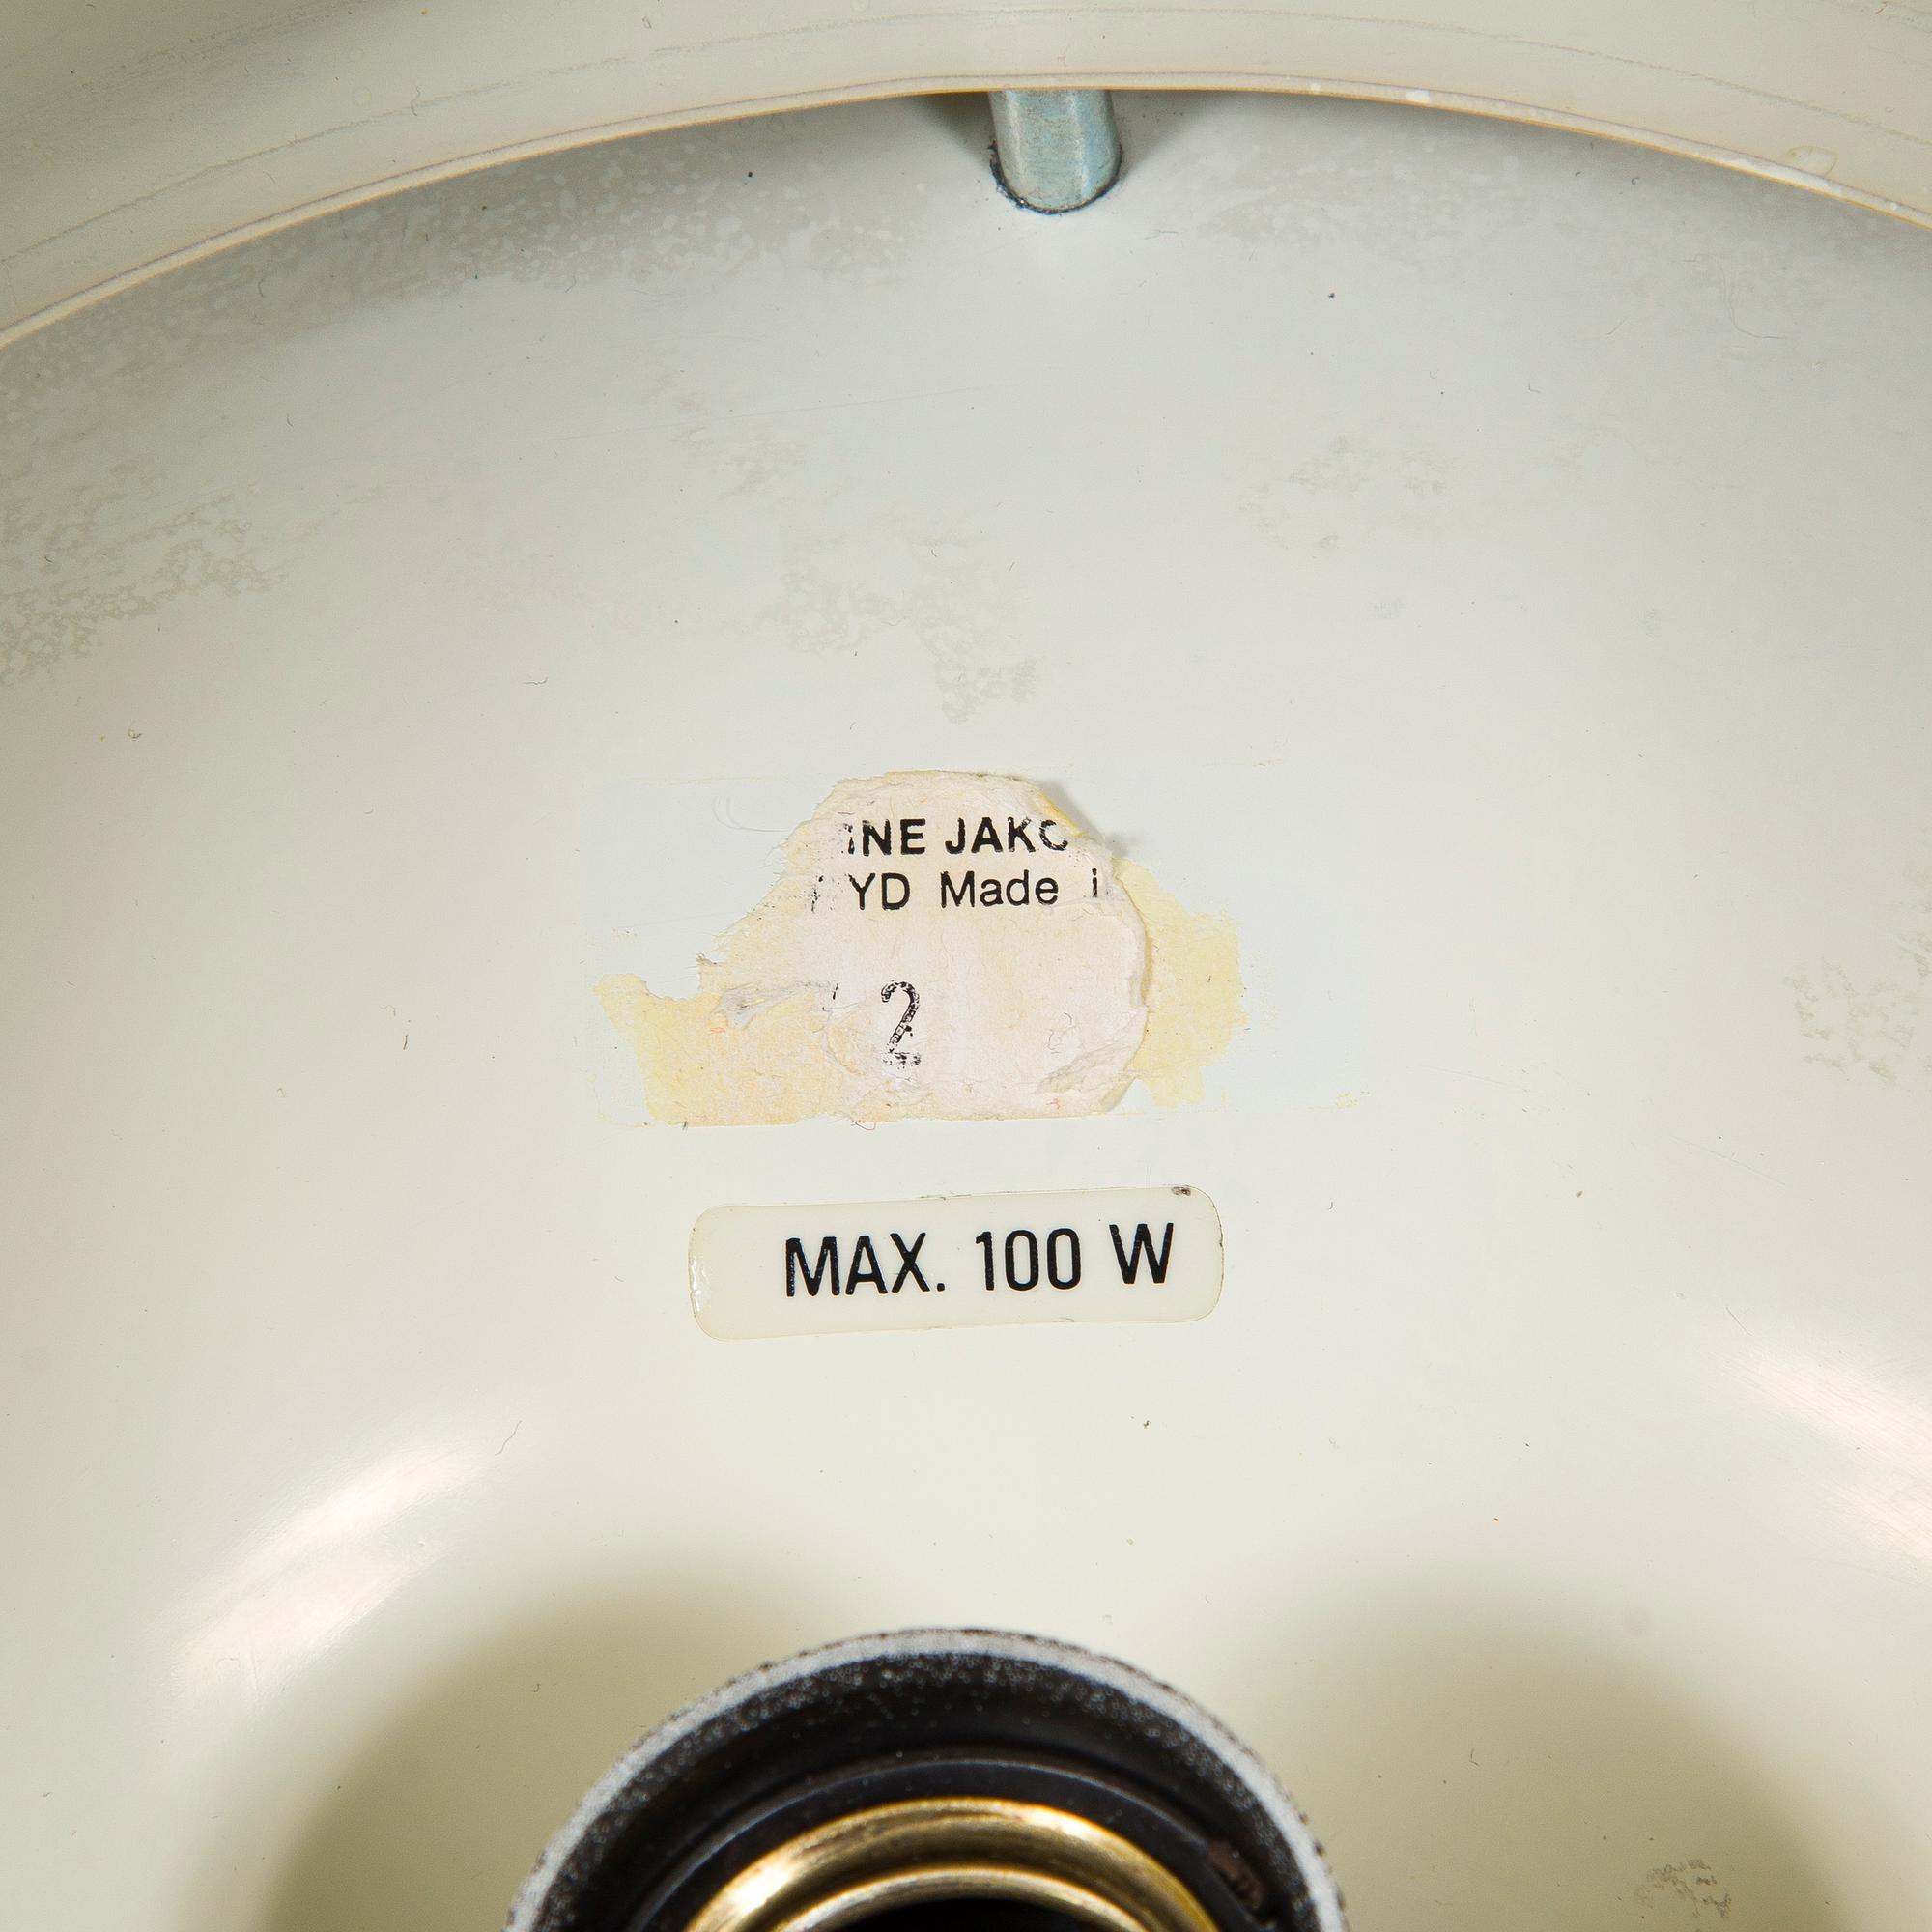 INE JAKO
YD Made i
2
MAX. 100 W